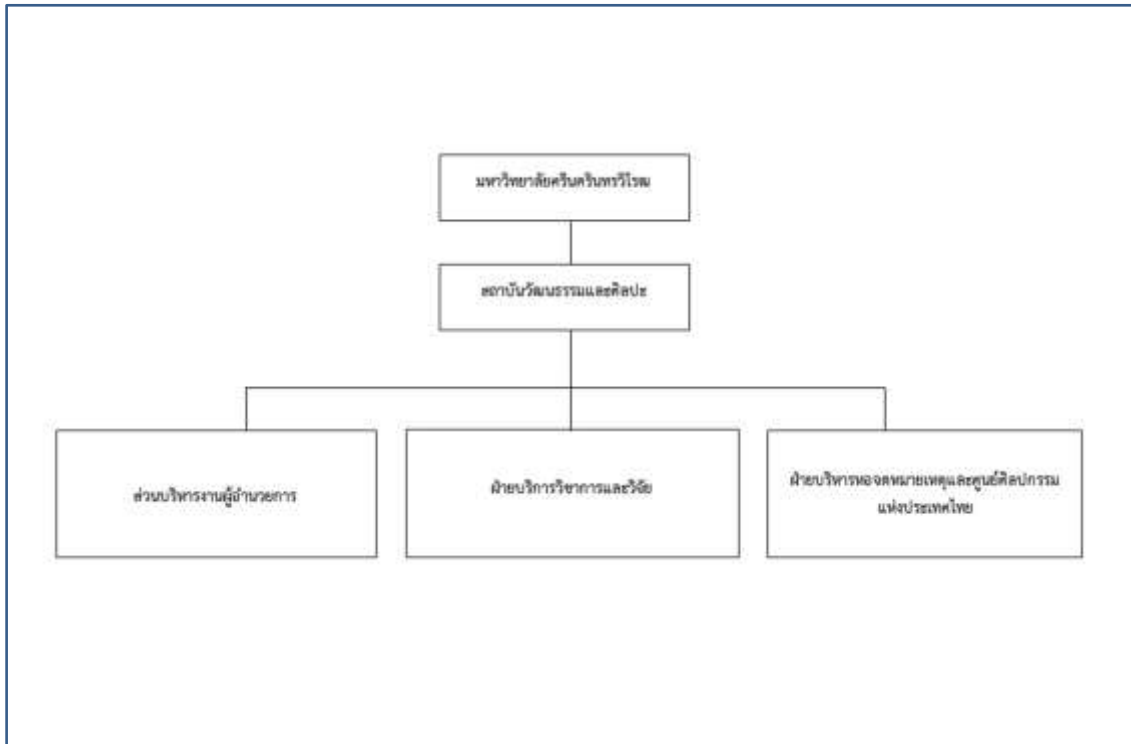 มหาวิทยาลัยศรีนครินทรวิโรฒ
สถาบันวัฒนธรรมและศิลปะ
ส่วนบริหารงานผู้อำนวยการ
ฝ่ายบริการวิชาการและวิจัย
ฝ่ายบริหารหอจดหมายเหตุและศูนย์ศิลปกรรม
แห่งประเทศไทย